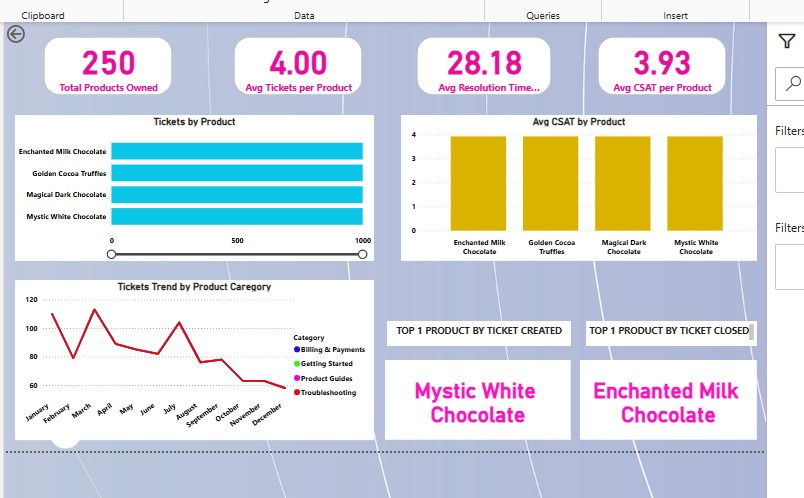 Clipboard
Data
Queries
Insert
250
Total Products Owned
4.00
Avg Tickets per Product
28.18
Avg Resolution Time...
3.93
Avg CSAT per Product
Filters
Filters
Tickets by Product
Enchanted Milk Chocolate
Golden Cocoa Truffles
Magical Dark Chocolate
Mystic White Chocolate
0
500
1000
Avg CSAT by Product
4
3
2
1
0
Enchanted Milk
Chocolate
Golden Cocoa
Truffles
Magical Dark
Chocolate
Mystic White
Chocolate
Tickets Trend by Product Caregory
120
100
80
60
January
February
March
April
May
June
July
August
September
October
November
December
Category
Billing & Payments
Getting Started
Product Guides
Troubleshooting
TOP 1 PRODUCT BY TICKET CREATED
Mystic White
Chocolate
TOP 1 PRODUCT BY TICKET CLOSED
Enchanted Milk
Chocolate